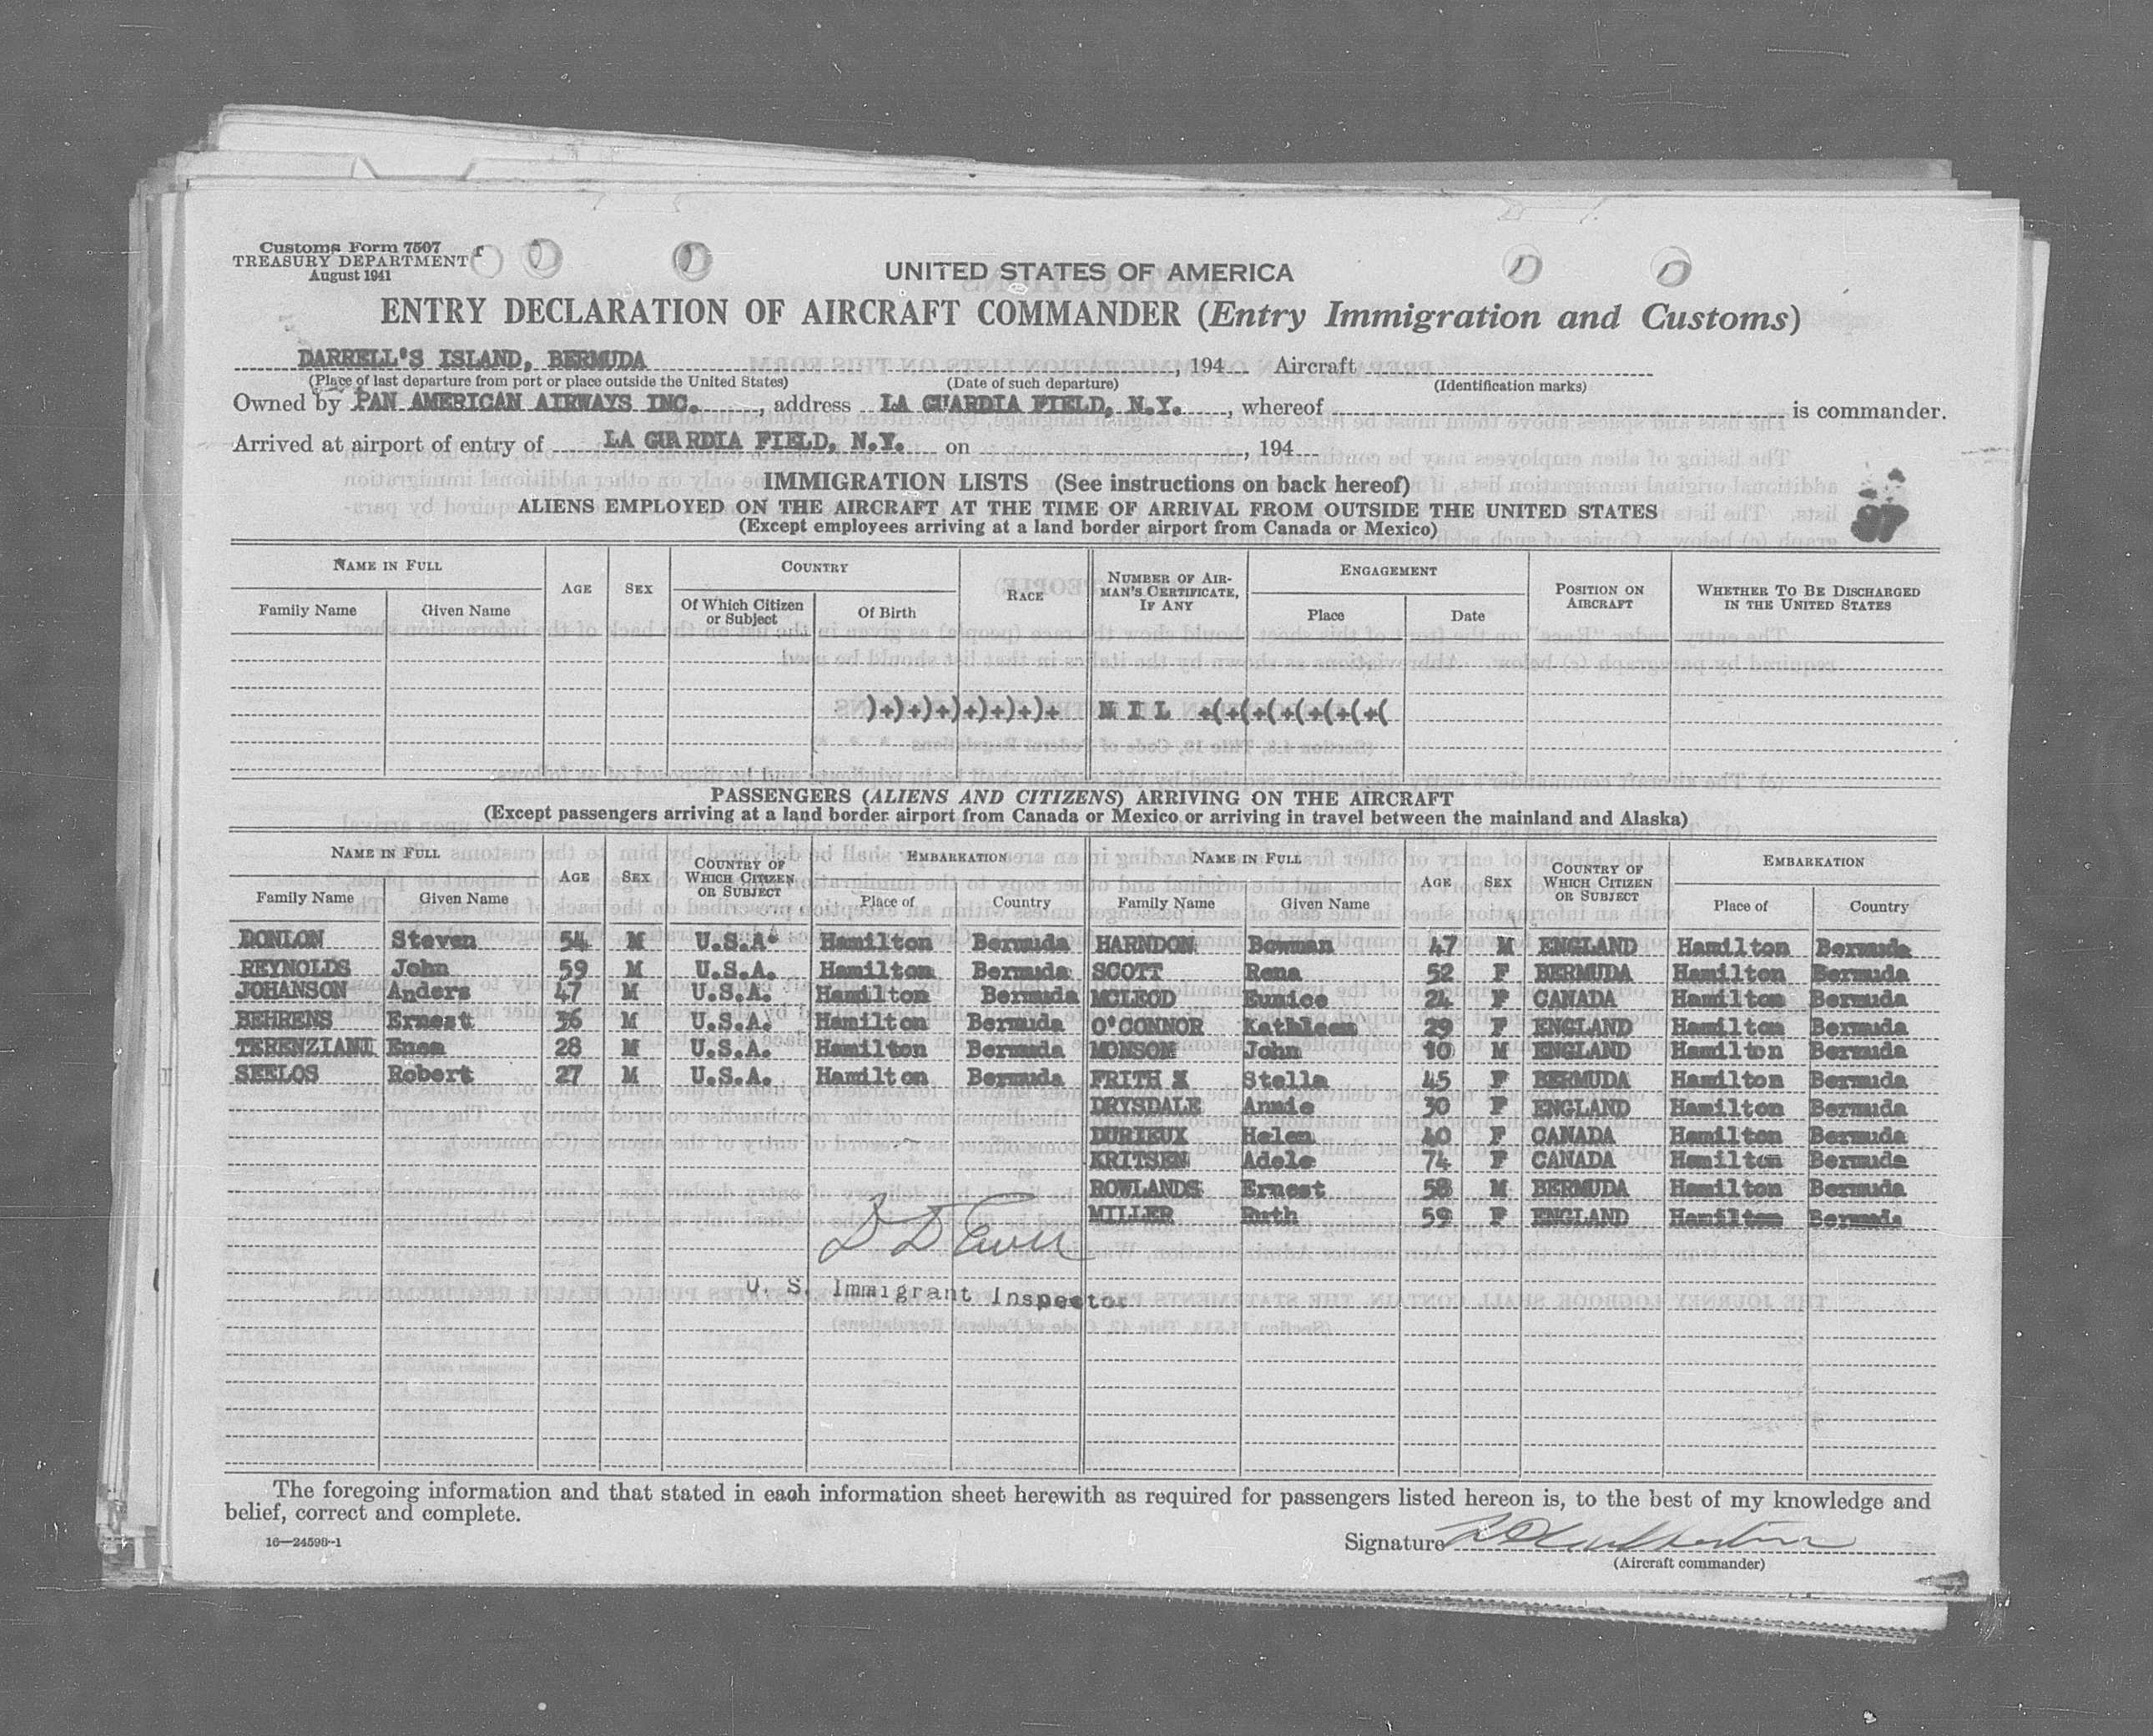 Customs Form 7507
TREASURY DEPARTMENT
August 1941
UNITED STATES OF AMERICA
ENTRY DECLARATION OF AIRCRAFT COMMANDER (Entry Immigration and Customs)
DARRELL'S ISLAND, BERMUDA , 194 Aircraft
(Place of last departure from port or place outside the United States) (Date of such departure) (Identification marks)
Owned by PAN AMERICAN AIRWAYS INC. , address LA GUARDIA FIELD, N.Y. , whereof is commander.
Arrived at airport of entry of LA GUARDIA FIELD, N.Y. on , 194
IMMIGRATION LISTS (See instructions on back hereof)
ALIENS EMPLOYED ON THE AIRCRAFT AT THE TIME OF ARRIVAL FROM OUTSIDE THE UNITED STATES
(Except employees arriving at a land border airport from Canada or Mexico)
NAME IN FULL AGE SEX COUNTRY RACE NUMBER OF AIRMAN'S CERTIFICATE, IF ANY ENGAGEMENT POSITION ON AIRCRAFT WHETHER TO BE DISCHARGED IN THE UNITED STATES
Family Name Given Name Of Which Citizen or Subject Of Birth Place Date
)+)+)+)+)+)+)+ N I L +(+(+(+(+(+(+(
PASSENGERS (ALIENS AND CITIZENS) ARRIVING ON THE AIRCRAFT
(Except passengers arriving at a land border airport from Canada or Mexico or arriving in travel between the mainland and Alaska)
NAME IN FULL AGE SEX COUNTRY OF WHICH CITIZEN OR SUBJECT EMBARKATION NAME IN FULL AGE SEX COUNTRY OF WHICH CITIZEN OR SUBJECT EMBARKATION
Family Name Given Name Place of Country Family Name Given Name Place of Country
DONLON Steven 54 M U.S.A. Hamilton Bermuda HARNDON Bowman 47 M ENGLAND Hamilton Bermuda
REYNOLDS John 59 M U.S.A. Hamilton Bermuda SCOTT Rena 52 F BERMUDA Hamilton Bermuda
JOHANSON Anders 47 M U.S.A. Hamilton Bermuda MCLEOD Eunice 24 F CANADA Hamilton Bermuda
BEHRENS Ernest 36 M U.S.A. Hamilton Bermuda O'CONNOR Kathleen 29 F ENGLAND Hamilton Bermuda
TERENZIANI Enea 28 M U.S.A. Hamilton Bermuda MONSON John 10 M ENGLAND Hamilton Bermuda
SEELOS Robert 27 M U.S.A. Hamilton Bermuda FRITH X Stella 45 F BERMUDA Hamilton Bermuda
DRYSDALE Annie 30 F ENGLAND Hamilton Bermuda
DURIEUX Helen 40 F CANADA Hamilton Bermuda
KRITSEN Adele 74 F CANADA Hamilton Bermuda
ROWLANDS Ernest 58 M BERMUDA Hamilton Bermuda
MILLER Ruth 59 F ENGLAND Hamilton Bermuda
U. S. Immigrant Inspector
The foregoing information and that stated in each information sheet herewith as required for passengers listed hereon is, to the best of my knowledge and
belief, correct and complete.
16—24598-1
Signature
(Aircraft commander)